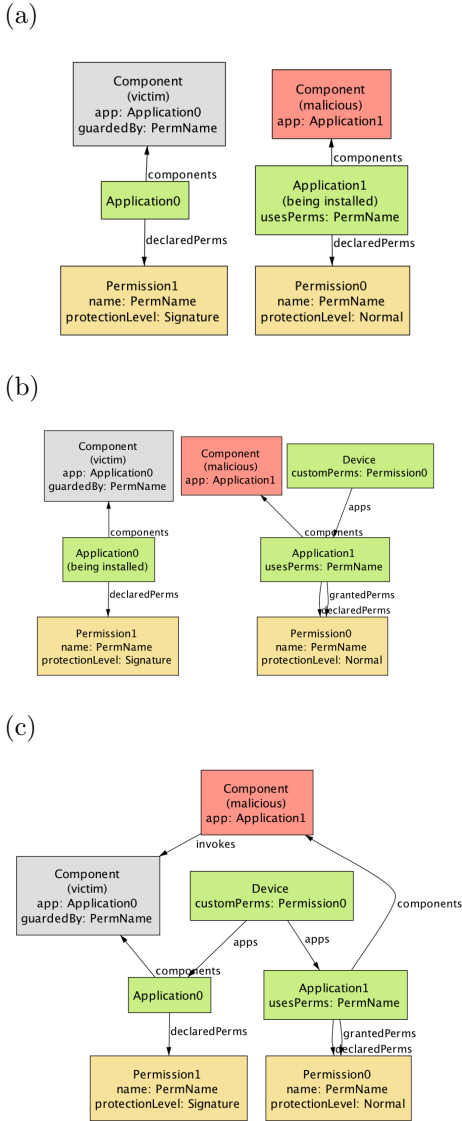 (a)
Component
(victim)
app: Application0
guardedBy: PermName
Component
(malicious)
app: Application1
components
components
Application0
Application1
(being installed)
usesPerms: PermName
declaredPerms
declaredPerms
Permission1
name: PermName
protectionLevel: Signature
Permission0
name: PermName
protectionLevel: Normal
(b)
Component
(victim)
app: Application0
guardedBy: PermName
Component
(malicious)
app: Application1
Device
customPerms: Permission0
apps
components
components
Application0
(being installed)
Application1
usesPerms: PermName
declaredPerms
grantedPerms
declaredPerms
Permission1
name: PermName
protectionLevel: Signature
Permission0
name: PermName
protectionLevel: Normal
(c)
Component
(malicious)
app: Application1
invokes
Component
(victim)
app: Application0
guardedBy: PermName
Device
customPerms: Permission0
components
apps
apps
components
Application0
Application1
usesPerms: PermName
declaredPerms
grantedPerms
declaredPerms
Permission1
name: PermName
protectionLevel: Signature
Permission0
name: PermName
protectionLevel: Normal